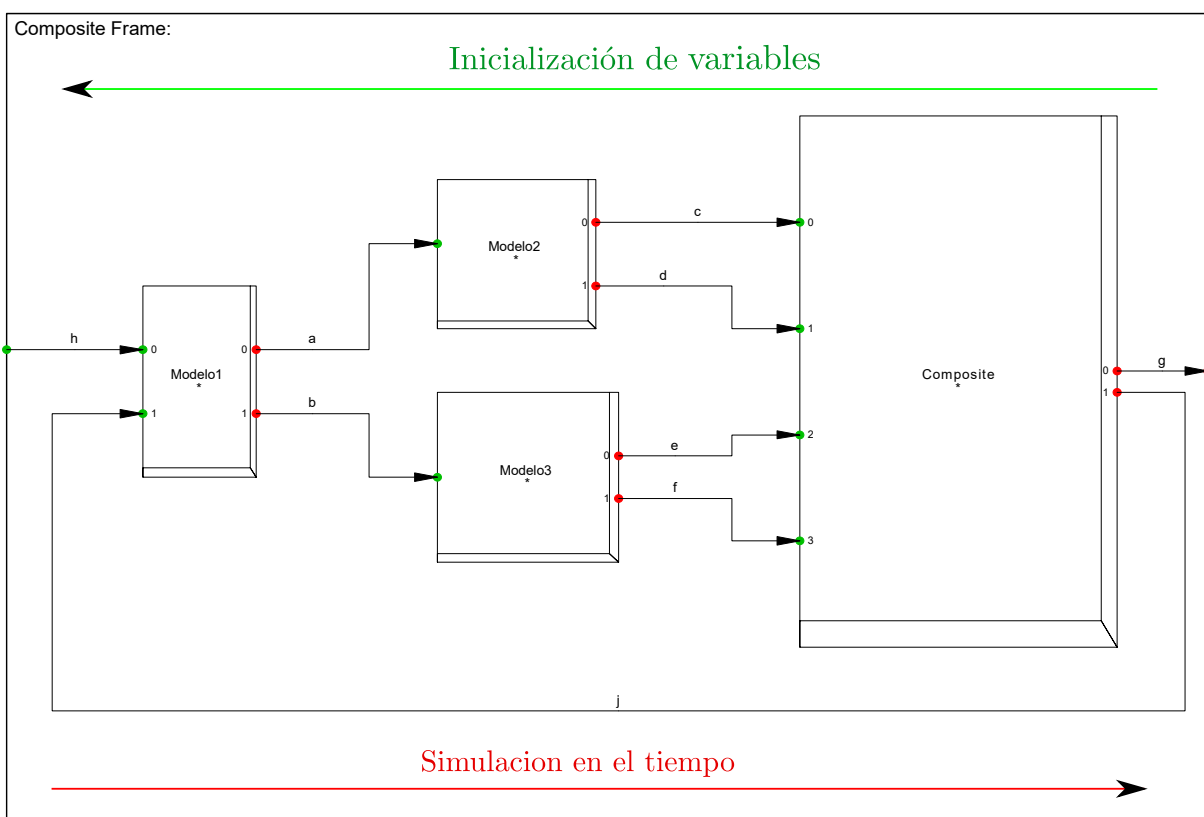 Composite Frame:
Inicialización de variables
c
0
0
Modelo2
*
d
1
1
h
a
0
0
Modelo1
*
b
1
1
Composite
*
g
0
1
e
2
0
Modelo3
*
f
1
3
j
Simulacion en el tiempo